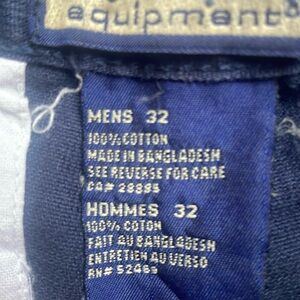 equipment
MENS 32
100% COTTON
MADE IN BANGLADESH
SEE REVERSE FOR CARE
CA# 28885
HOMMES 32
100% COTON
FAIT AU BANGLADESH
ENTRETIEN AU VERSO
RN# 52469